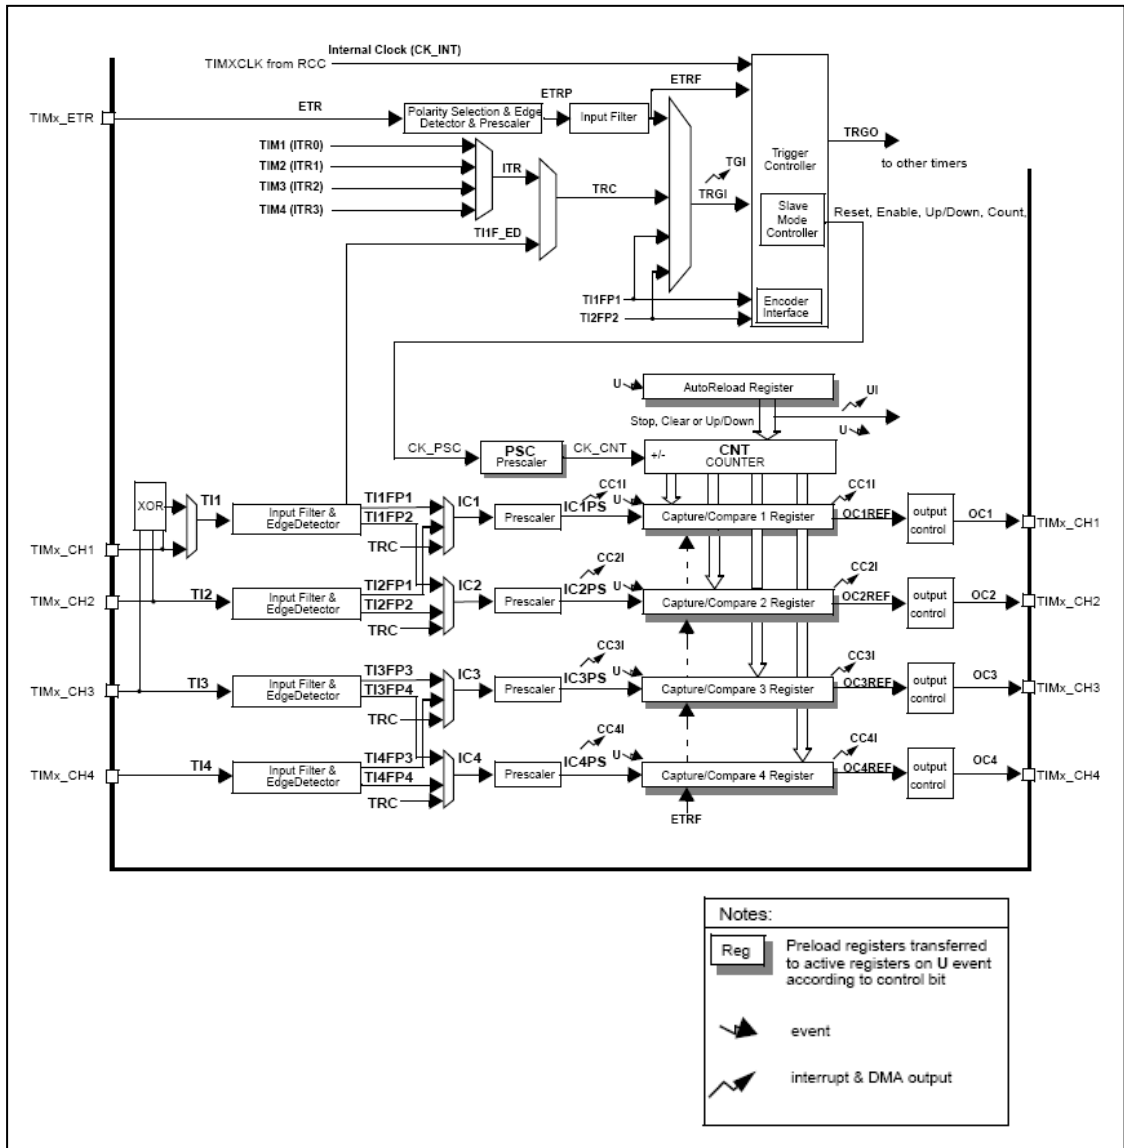 Internal Clock (CK_INT)
TIMXCLK from RCC
ETRF
ETRP
ETR
TIMx_ETR
Polarity Selection & Edge
Detector & Prescaler
Input Filter
TRGO
to other timers
Trigger
Controller
TIM1 (ITR0)
TIM2 (ITR1)
TIM3 (ITR2)
TIM4 (ITR3)
ITR
TRC
TGI
TRGI
Slave
Mode
Controller
Reset, Enable, Up/Down, Count,
TI1F_ED
TI1FP1
TI2FP2
Encoder
Interface
U
AutoReload Register
UI
Stop, Clear or Up/Down
U
CK_PSC
PSC
Prescaler
CK_CNT
+/-
CNT
COUNTER
XOR
TI1
Input Filter &
EdgeDetector
TI1FP1
TI1FP2
TRC
IC1
Prescaler
CC1I
IC1PS
U
Capture/Compare 1 Register
CC1I
OC1REF
output
control
OC1
TIMx_CH1
TIMx_CH1
TIMx_CH2
TI2
Input Filter &
EdgeDetector
TI2FP1
TI2FP2
TRC
IC2
Prescaler
CC2I
IC2PS
U
Capture/Compare 2 Register
CC2I
OC2REF
output
control
OC2
TIMx_CH2
TIMx_CH3
TI3
Input Filter &
EdgeDetector
TI3FP3
TI3FP4
TRC
IC3
Prescaler
CC3I
IC3PS
U
Capture/Compare 3 Register
CC3I
OC3REF
output
control
OC3
TIMx_CH3
TIMx_CH4
TI4
Input Filter &
EdgeDetector
TI4FP3
TI4FP4
TRC
IC4
Prescaler
CC4I
IC4PS
U
Capture/Compare 4 Register
CC4I
OC4REF
output
control
OC4
TIMx_CH4
ETRF
Notes:
Reg
Preload registers transferred
to active registers on U event
according to control bit
event
interrupt & DMA output